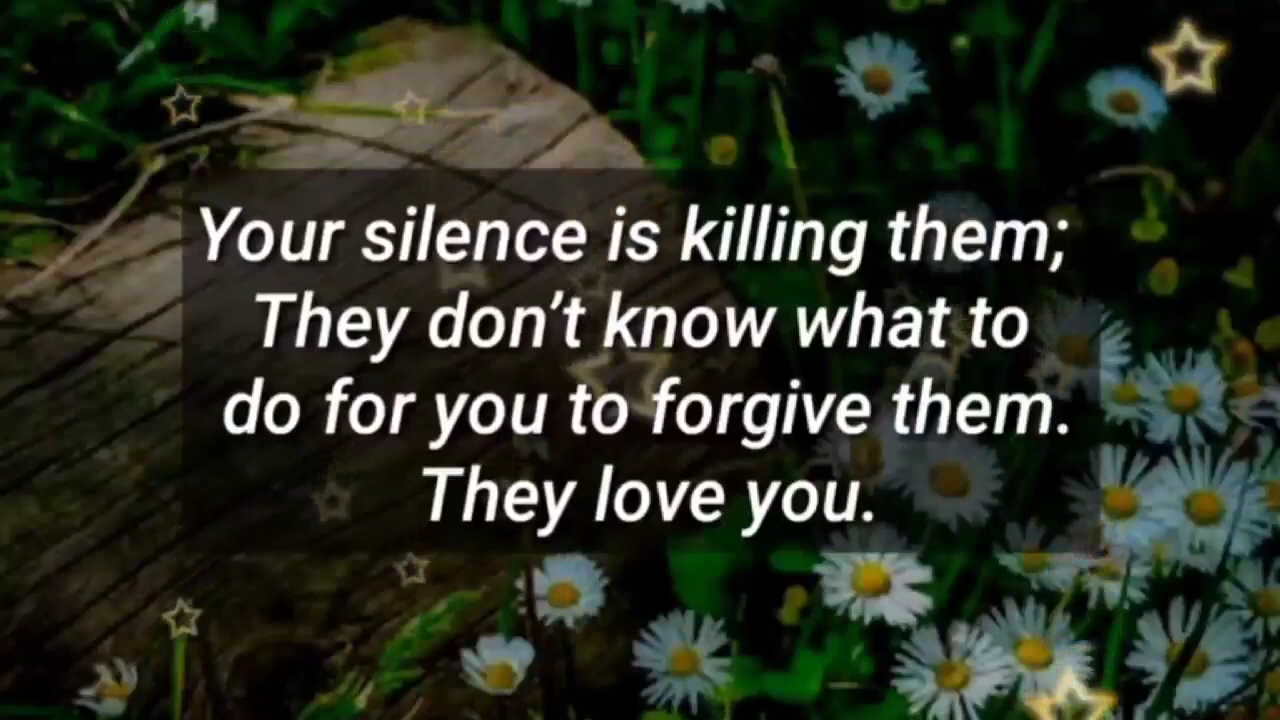 Your silence is killing them;
They don’t know what to
do for you to forgive them.
They love you.